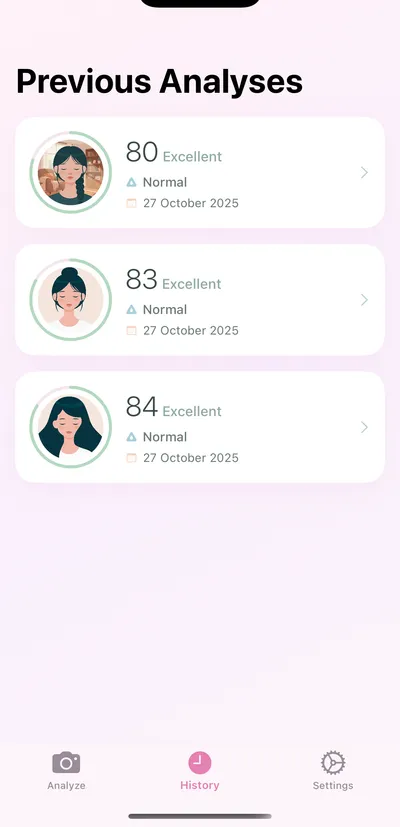 Previous Analyses
80 Excellent
Normal
27 October 2025
83 Excellent
Normal
27 October 2025
84 Excellent
Normal
27 October 2025
Analyze
History
Settings